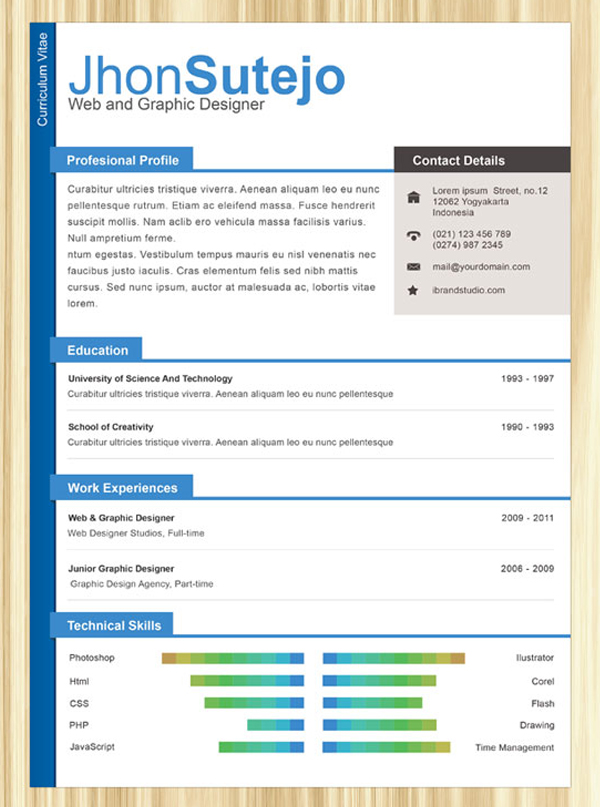 Curriculum Vitae
JhonSutejo
Web and Graphic Designer
Profesional Profile
Curabitur ultricies tristique viverra. Aenean aliquam leo eu nunc
pellentesque rutrum. Etiam ac eleifend massa. Fusce hendrerit
suscipit mollis. Nam aclib ero vehicula massa facilisis varius.
Null ampretium ferme.
ntum egestas. Vestibulum tempus mauris eu nisl venenatis nec
faucibus justo iaculis. Cras elementum felis sed nibh mattis
cursus. Sed nunc ipsum, auctor at malesuada ac, lobortis vitae
lorem.
Contact Details
Lorem ipsum Street, no.12
12062 Yogyakarta
Indonesia
(021) 123 456 789
(0274) 987 2345
mail@yourdomain.com
ibrandstudio.com
Education
University of Science And Technology 1993 - 1997
Curabitur ultricies tristique viverra. Aenean aliquam leo eu nunc pellentesque
School of Creativity 1990 - 1993
Curabitur ultricies tristique viverra. Aenean aliquam leo eu nunc pellentesque
Work Experiences
Web & Graphic Designer 2009 - 2011
Web Designer Studios, Full-time
Junior Graphic Designer 2006 - 2009
Graphic Design Agency, Part-time
Technical Skills
Photoshop Ilustrator
Html Corel
CSS Flash
PHP Drawing
JavaScript Time Management